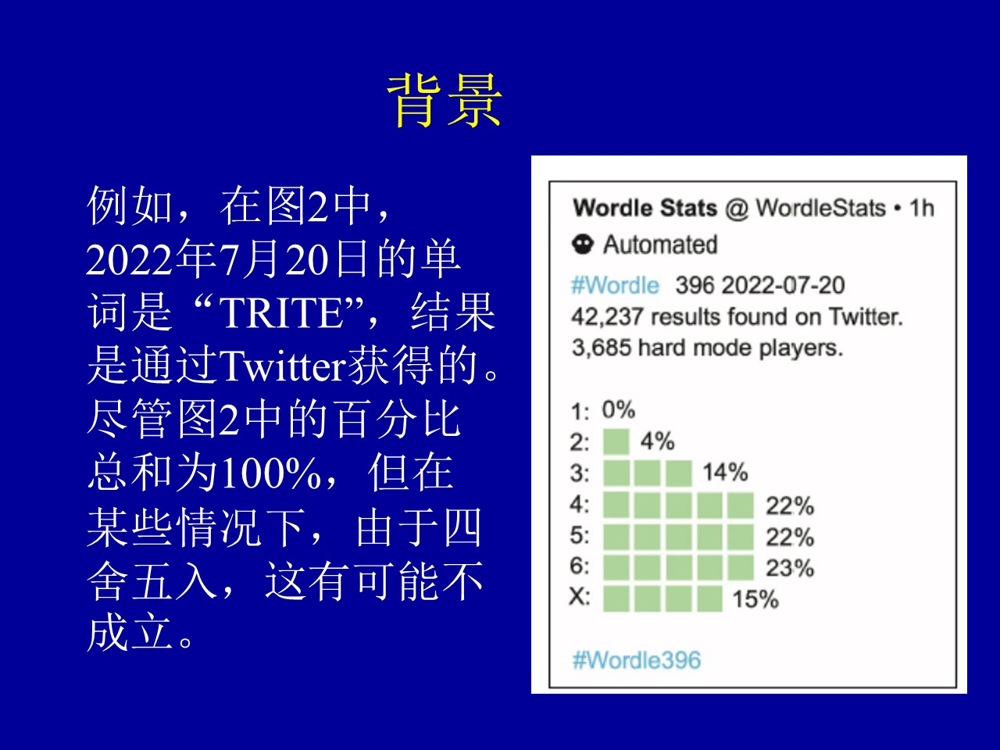 背景
例如，在图2中，
2022年7月20日的单
词是“TRITE”，结果
是通过Twitter获得的。
尽管图2中的百分比
总和为100%，但在
某些情况下，由于四
舍五入，这有可能不
成立。
Wordle Stats @ WordleStats • 1h
Automated
#Wordle 396 2022-07-20
42,237 results found on Twitter.
3,685 hard mode players.
1: 0%
2: 4%
3: 14%
4: 22%
5: 22%
6: 23%
X: 15%
#Wordle396